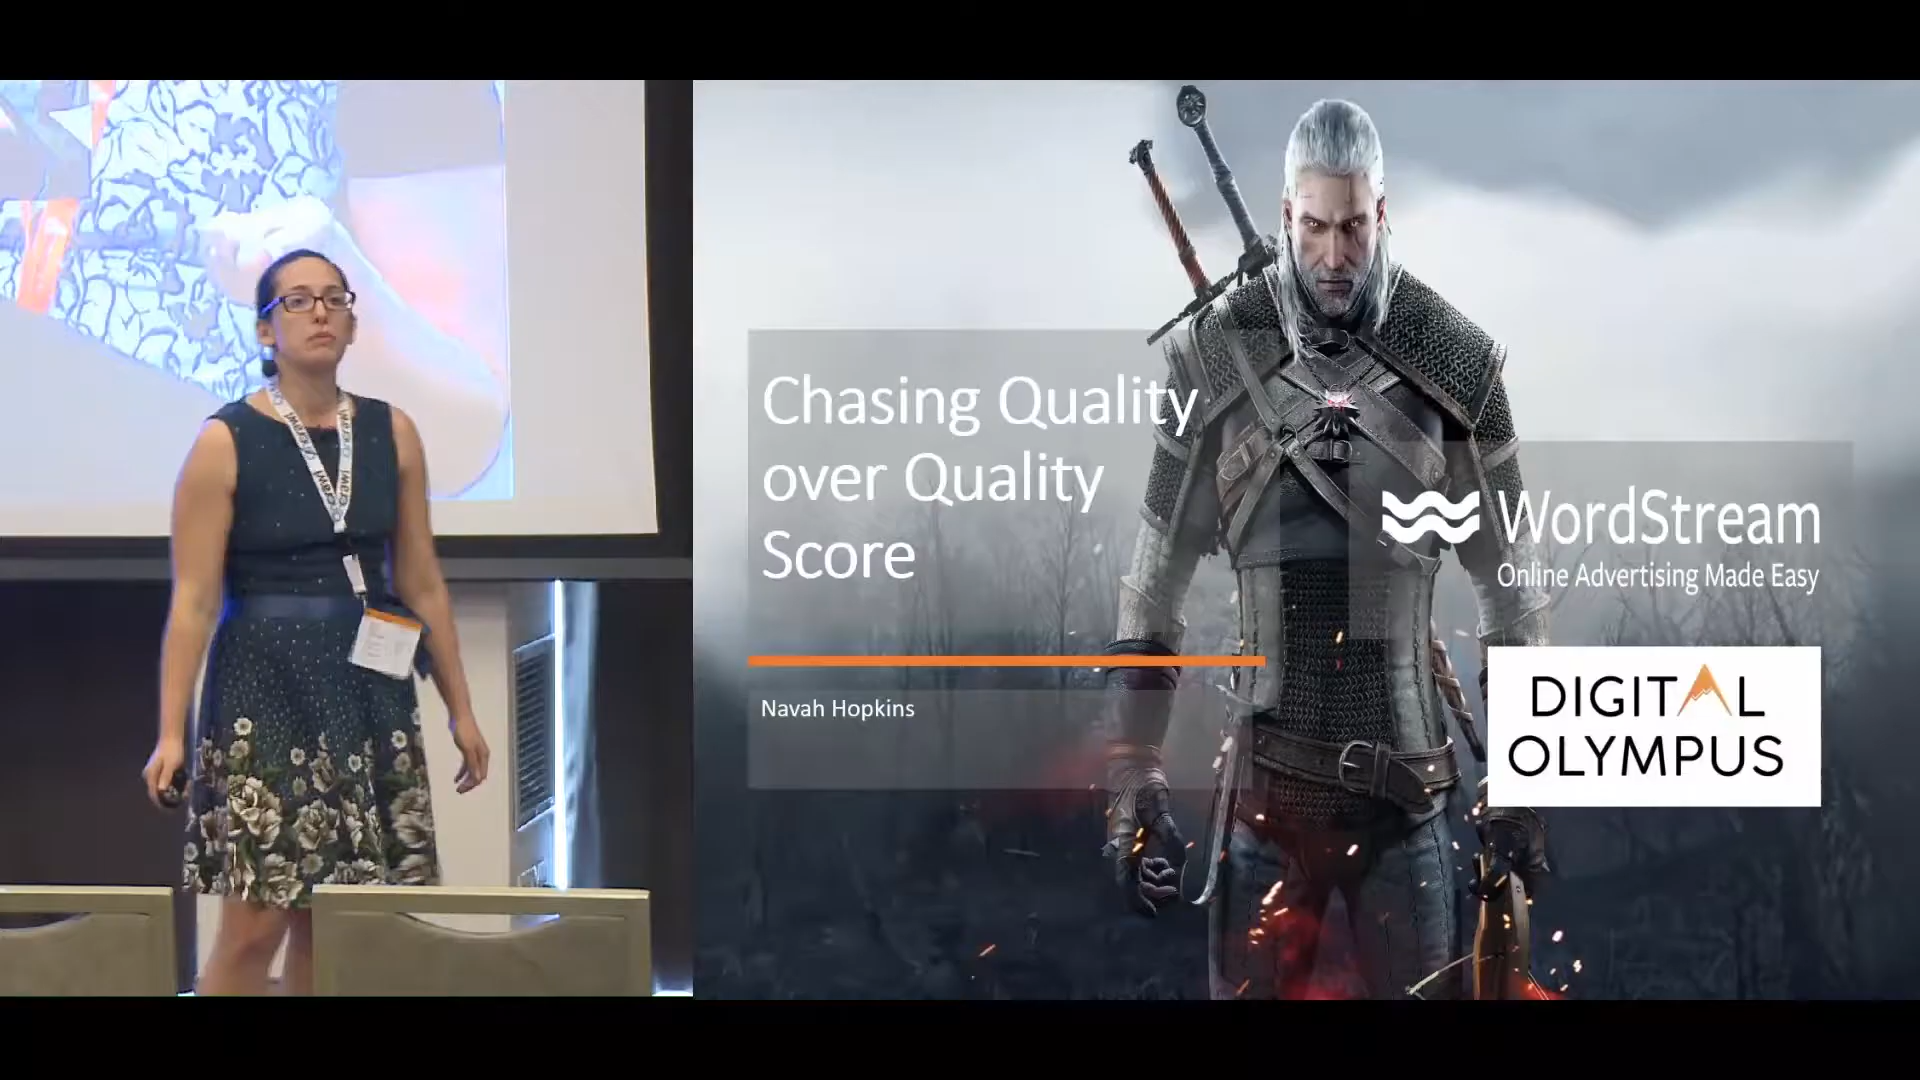 Chasing Quality
over Quality
Score
Navah Hopkins
WordStream
Online Advertising Made Easy
DIGITAL
OLYMPUS